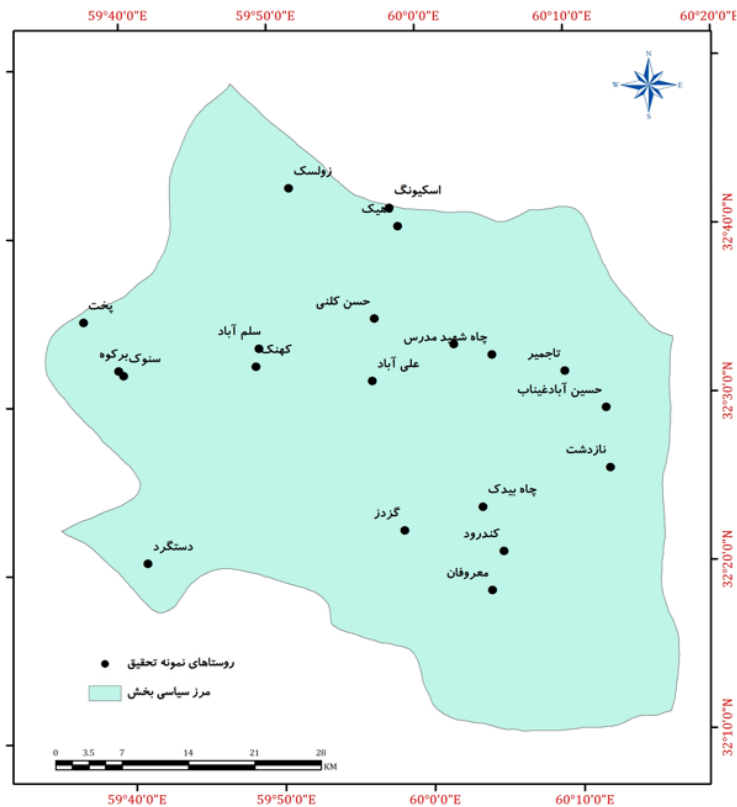 59°40'0"E 59°50'0"E 60°0'0"E 60°10'0"E 60°20'0"E
N
W E
S
زولسک
اسکیونگ
هیک
32°40'0"N
پخت
حسن کلنی
سلم آباد
چاه شهید مدرس
کهنک
علی آباد
تاجمیر
برکوه
سنوک
حسین آبادغیناب
32°30'0"N
نازدشت
چاه بیدک
گزدز
کندرود
دستگرد
معروفان
32°20'0"N
روستاهای نمونه تحقیق
مرز سیاسی بخش
32°10'0"N
0 3.5 7 14 21 28
KM
59°40'0"E 59°50'0"E 60°0'0"E 60°10'0"E